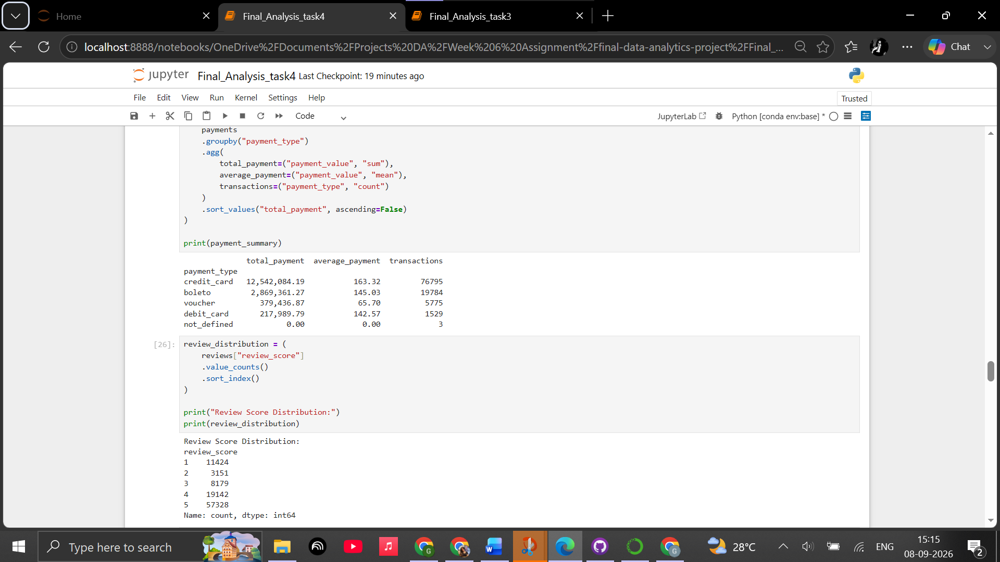 Home
Final_Analysis_task4
Final_Analysis_task3
localhost:8888/notebooks/OneDrive%2FDocuments%2FProjects%20DA%2FWeek%206%20Assignment%2Ffinal-data-analytics-project%2FFinal_...
Chat
jupyter Final_Analysis_task4 Last Checkpoint: 19 minutes ago
File Edit View Run Kernel Settings Help
Trusted
Code
JupyterLab
Python [conda env:base] *
payments
.groupby("payment_type")
.agg(
total_payment=("payment_value", "sum"),
average_payment=("payment_value", "mean"),
transactions=("payment_type", "count")
)
.sort_values("total_payment", ascending=False)
)
print(payment_summary)
total_payment average_payment transactions
payment_type
credit_card 12,542,084.19 163.32 76795
boleto 2,869,361.27 145.03 19784
voucher 379,436.87 65.70 5775
debit_card 217,989.79 142.57 1529
not_defined 0.00 0.00 3
[26]: review_distribution = (
reviews["review_score"]
.value_counts()
.sort_index()
)
print("Review Score Distribution:")
print(review_distribution)
Review Score Distribution:
review_score
1 11424
2 3151
3 8179
4 19142
5 57328
Name: count, dtype: int64
Type here to search
28°C
ENG
15:15
08-09-2026
2